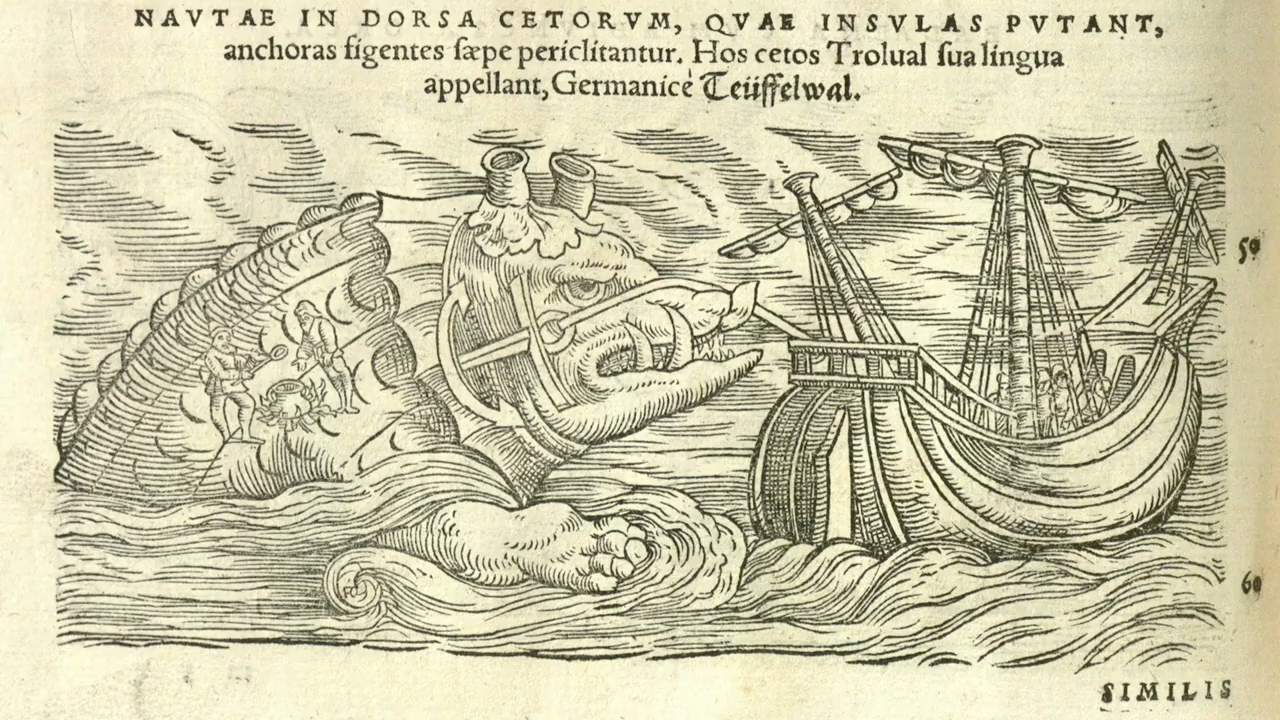 NAVTAE IN DORSA CETORVM, QVAE INSVLAS PVTANT,
anchoras figentes ſæpe periclitantur. Hos cetos Trolual ſua lingua
appellant, Germanicè Teüffelwal.
50
60
SIMILIS